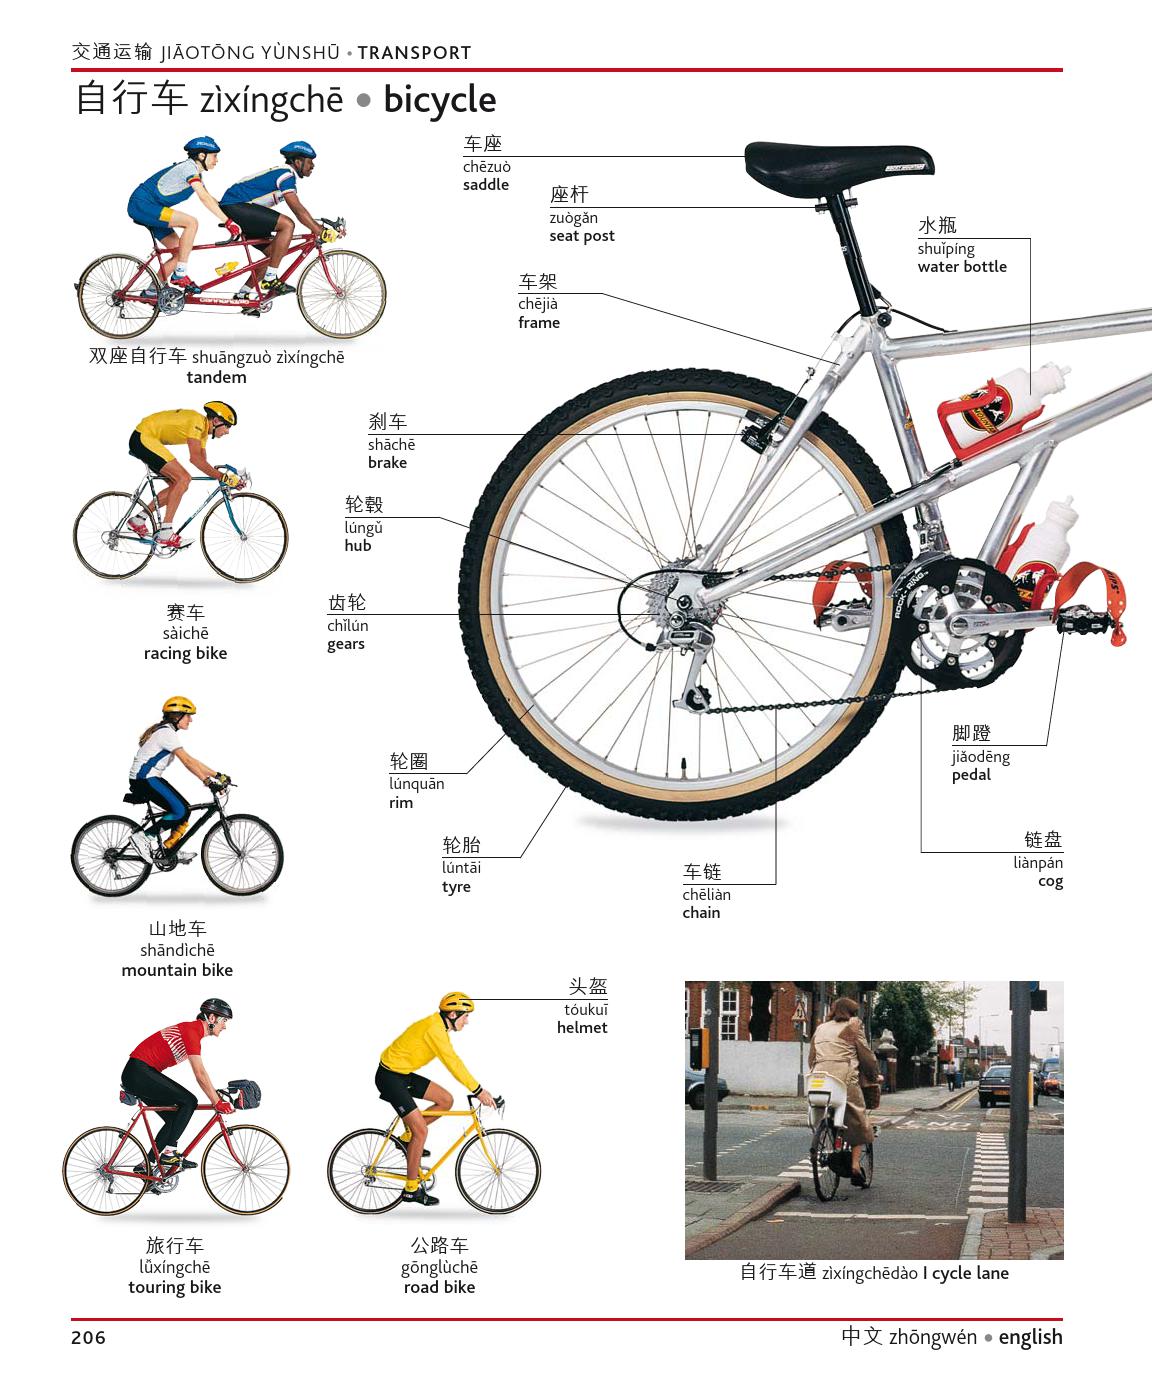 交通运输 JIĀOTŌNG YÙNSHŪ • TRANSPORT
自行车 zìxíngchē • bicycle
双座自行车 shuāngzuò zìxíngchē
tandem
赛车
sàichē
racing bike
山地车
shāndìchē
mountain bike
旅行车
lǚxíngchē
touring bike
公路车
gōnglùchē
road bike
头盔
tóukuī
helmet
车座
chēzuò
saddle
座杆
zuògǎn
seat post
水瓶
shuǐpíng
water bottle
车架
chējià
frame
刹车
shāchē
brake
轮毂
lúngǔ
hub
齿轮
chǐlún
gears
轮圈
lúnquān
rim
轮胎
lúntāi
tyre
车链
chēliàn
chain
脚蹬
jiǎodēng
pedal
链盘
liànpán
cog
ROCK-RING
cannondale
自行车道 zìxíngchēdào I cycle lane
206
中文 zhōngwén • english